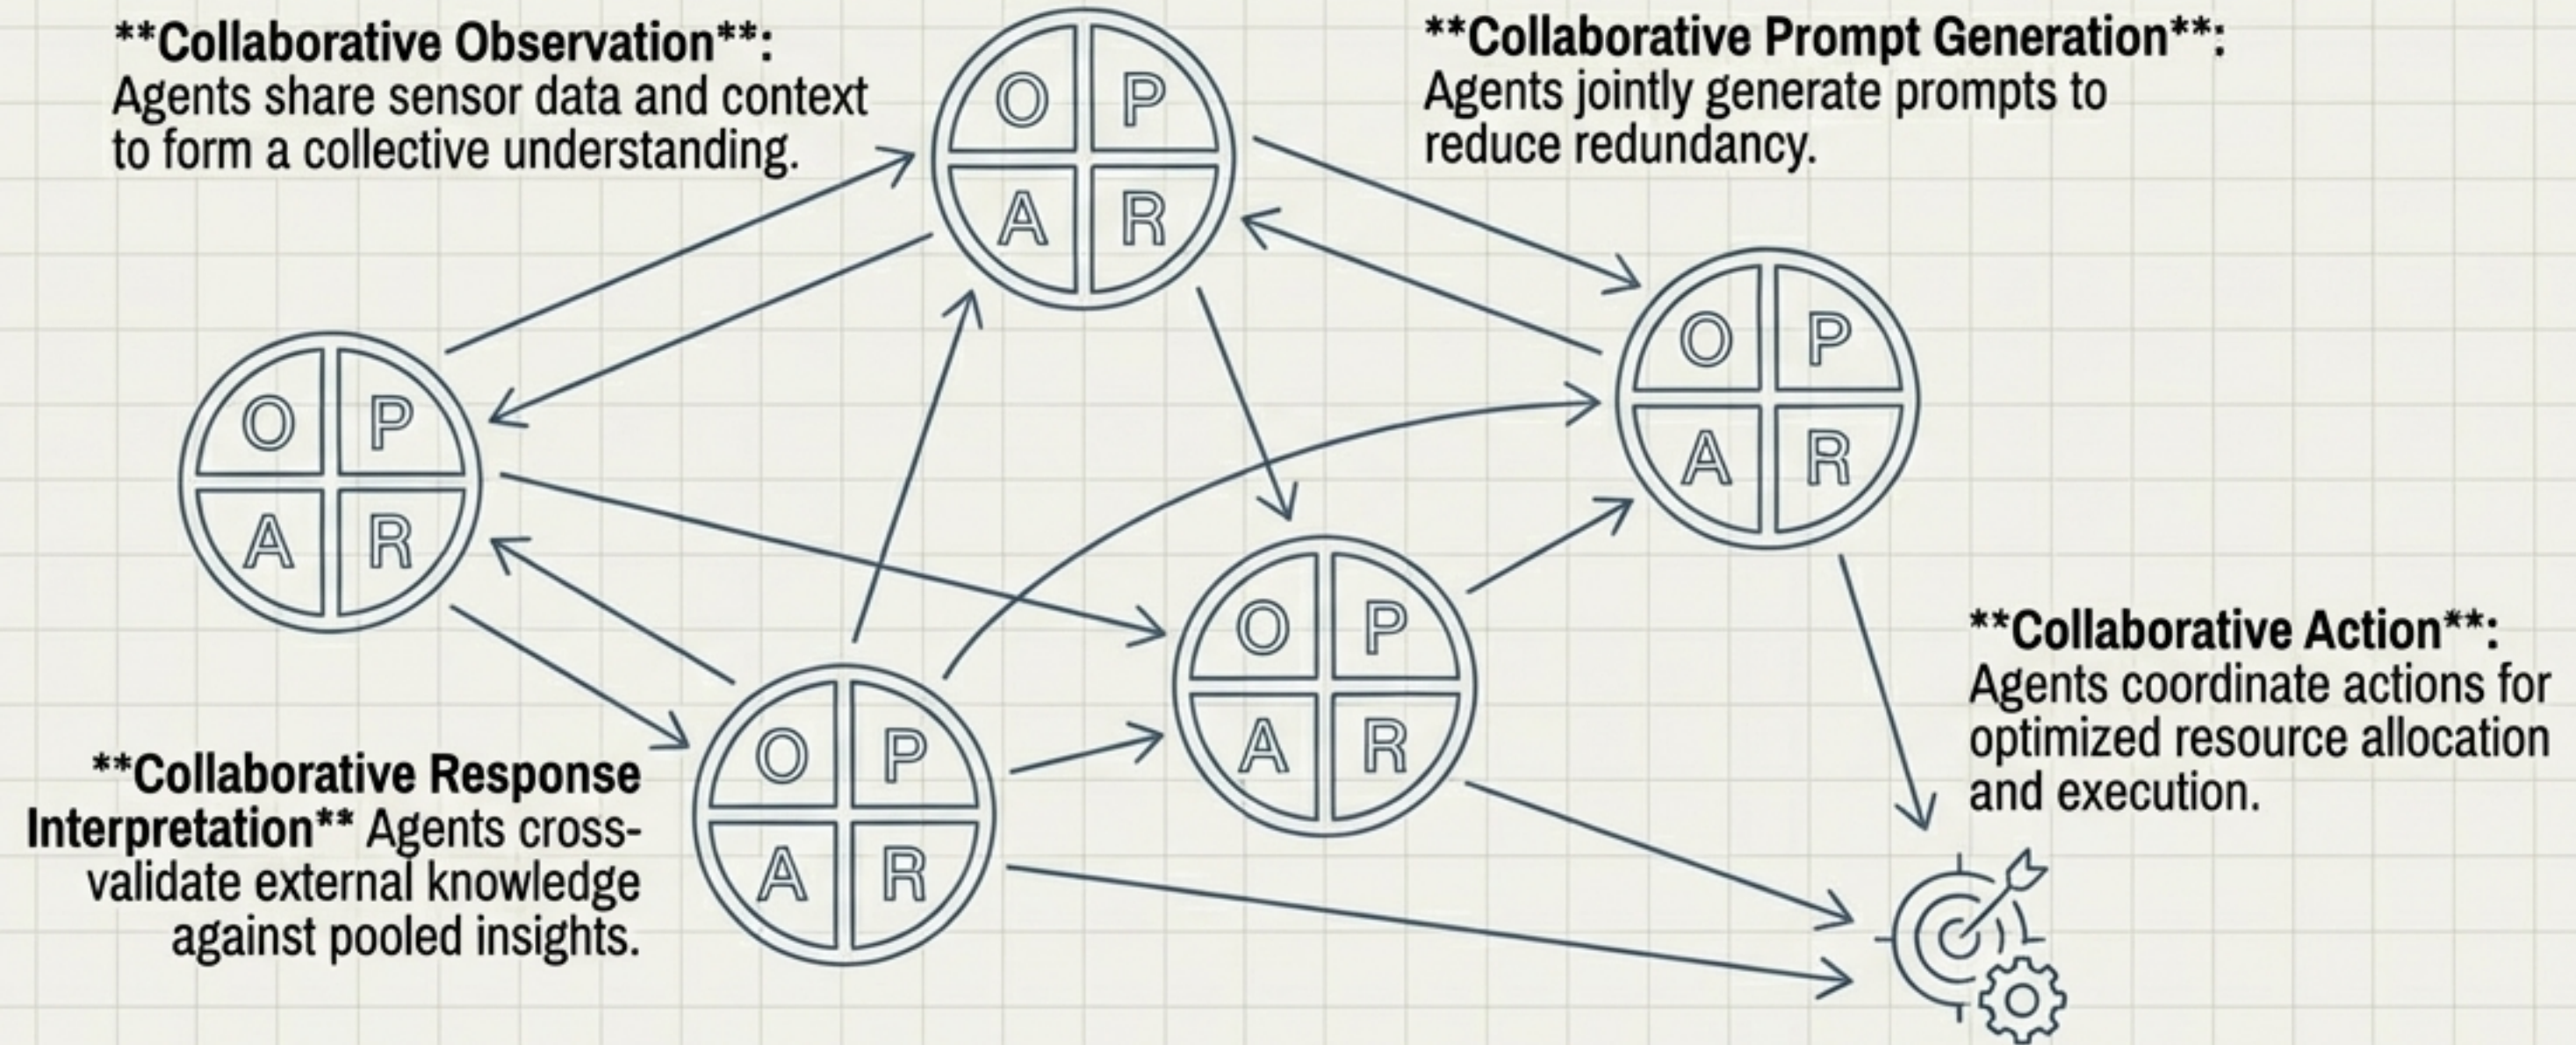 **Collaborative Observation**:
Agents share sensor data and context
to form a collective understanding.
**Collaborative Prompt Generation**:
Agents jointly generate prompts to
reduce redundancy.
O P
A R
O P
A R
O P
A R
O P
A R
O P
A R
**Collaborative Response
Interpretation** Agents cross-
validate external knowledge
against pooled insights.
**Collaborative Action**:
Agents coordinate actions for
optimized resource allocation
and execution.